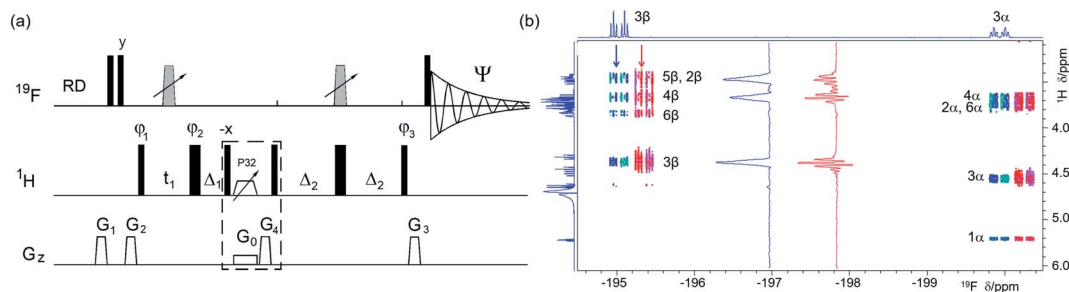 (a)
y
RD
19F
Ψ
φ1 φ2 -x φ3
P32
1H
t1 Δ1 Δ2 Δ2
G1 G2 G0 G4 G3
Gz
(b)
3β 3α
5β, 2β
4β
6β
3β
4α
2α, 6α
3α
1α
1H δ/ppm
4.0
4.5
5.0
5.5
6.0
-195 -196 -197 -198 -199
19F δ/ppm